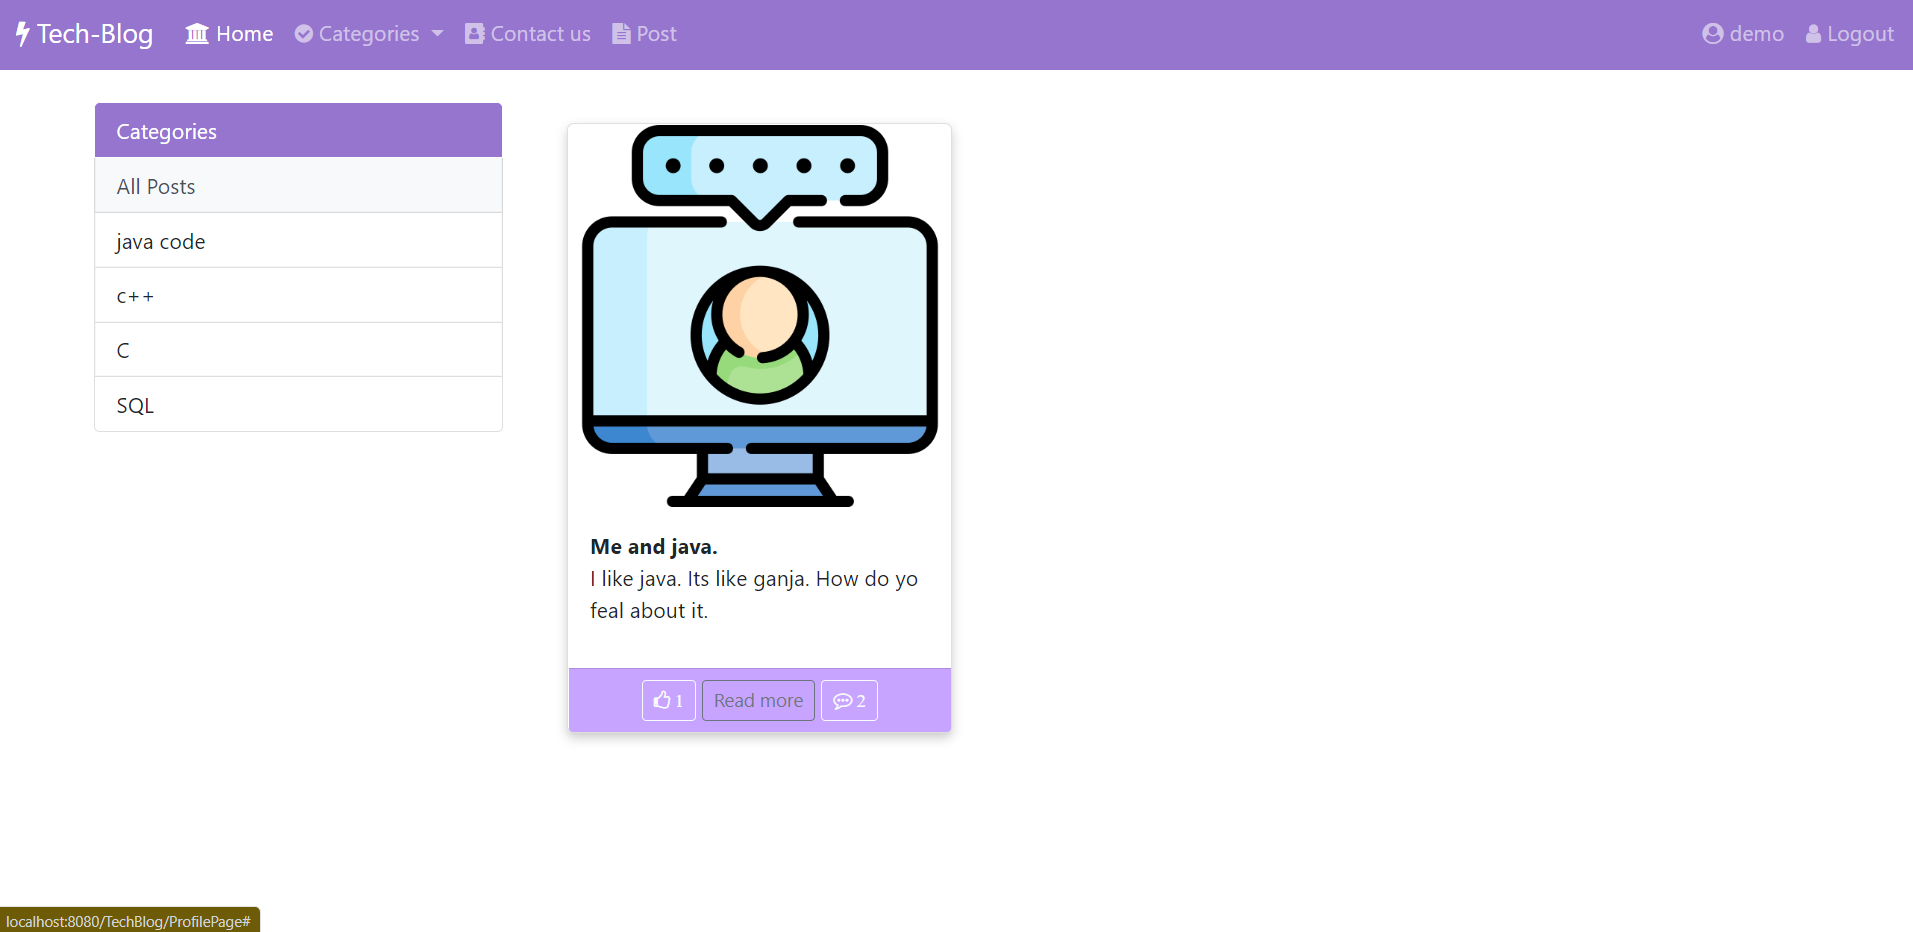 Tech-Blog Home Categories Contact us Post demo Logout
Categories
All Posts
java code
c++
C
SQL
Me and java.
I like java. Its like ganja. How do yo
feal about it.
1 Read more 2
localhost:8080/TechBlog/ProfilePage#